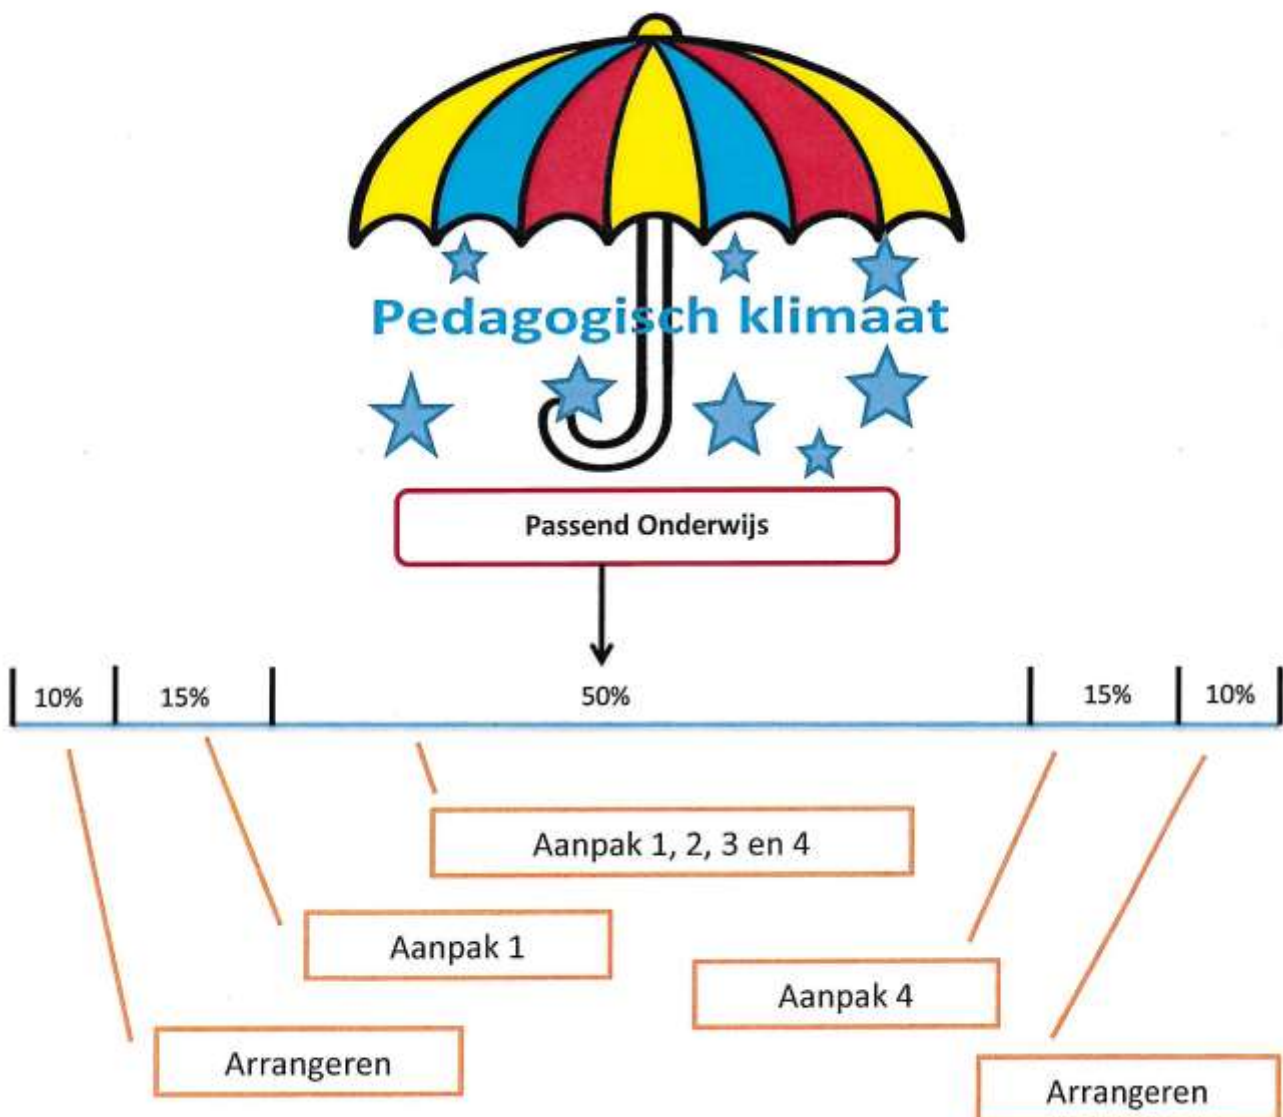 Pedagogisch klimaat
Passend Onderwijs
10%
15%
50%
15%
10%
Aanpak 1, 2, 3 en 4
Aanpak 1
Aanpak 4
Arrangeren
Arrangeren